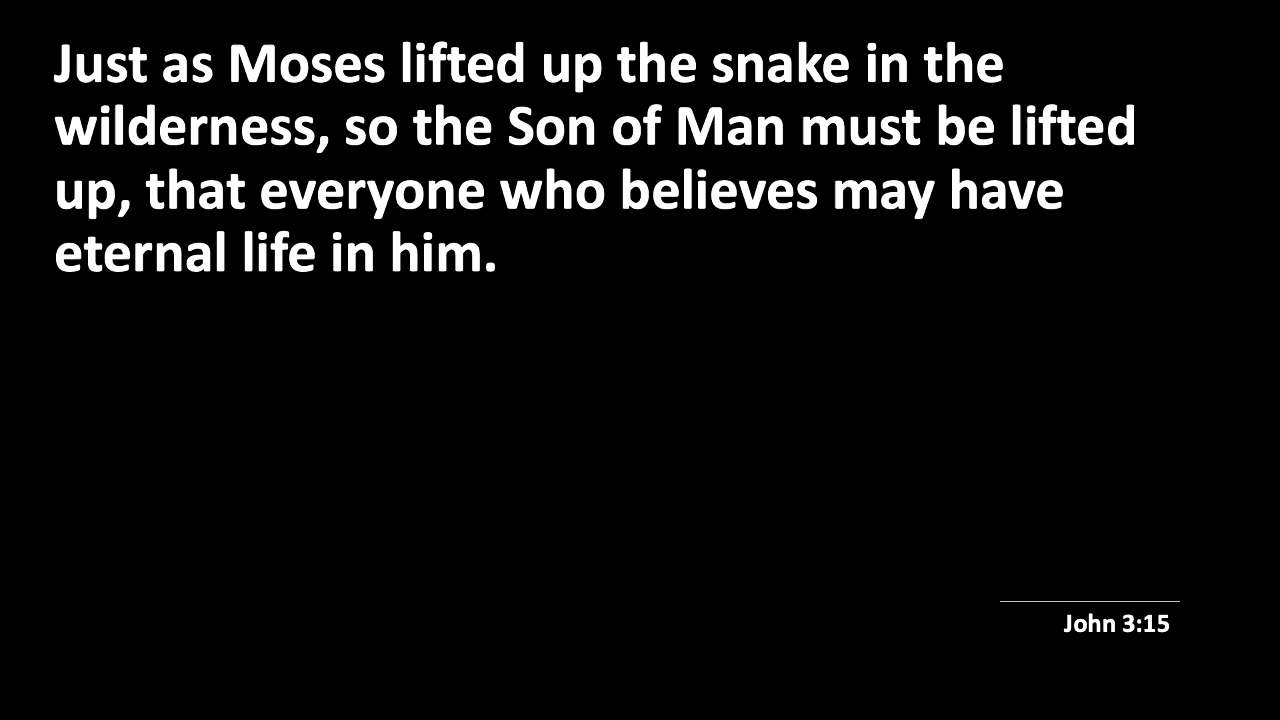 Just as Moses lifted up the snake in the
wilderness, so the Son of Man must be lifted
up, that everyone who believes may have
eternal life in him.
John 3:15